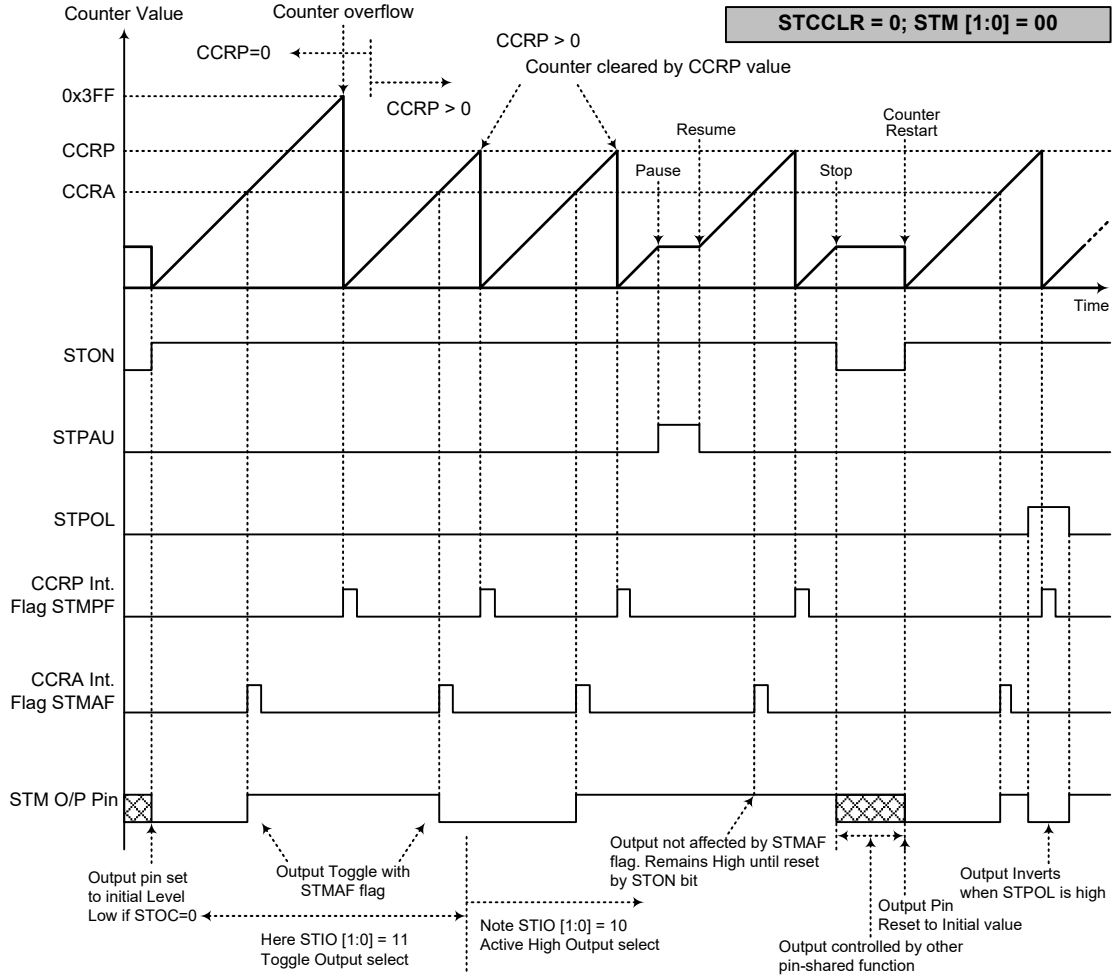 Counter Value
Counter overflow
STCCLR = 0; STM [1:0] = 00
CCRP=0
CCRP > 0
CCRP > 0
Counter cleared by CCRP value
0x3FF
CCRP
CCRA
Pause
Resume
Stop
Counter
Restart
Time
STON
STPAU
STPOL
CCRP Int.
Flag STMPF
CCRA Int.
Flag STMAF
STM O/P Pin
Output pin set
to initial Level
Low if STOC=0
Output Toggle with
STMAF flag
Here STIO [1:0] = 11
Toggle Output select
Note STIO [1:0] = 10
Active High Output select
Output not affected by STMAF
flag. Remains High until reset
by STON bit
Output Pin
Reset to Initial value
Output controlled by other
pin-shared function
Output Inverts
when STPOL is high